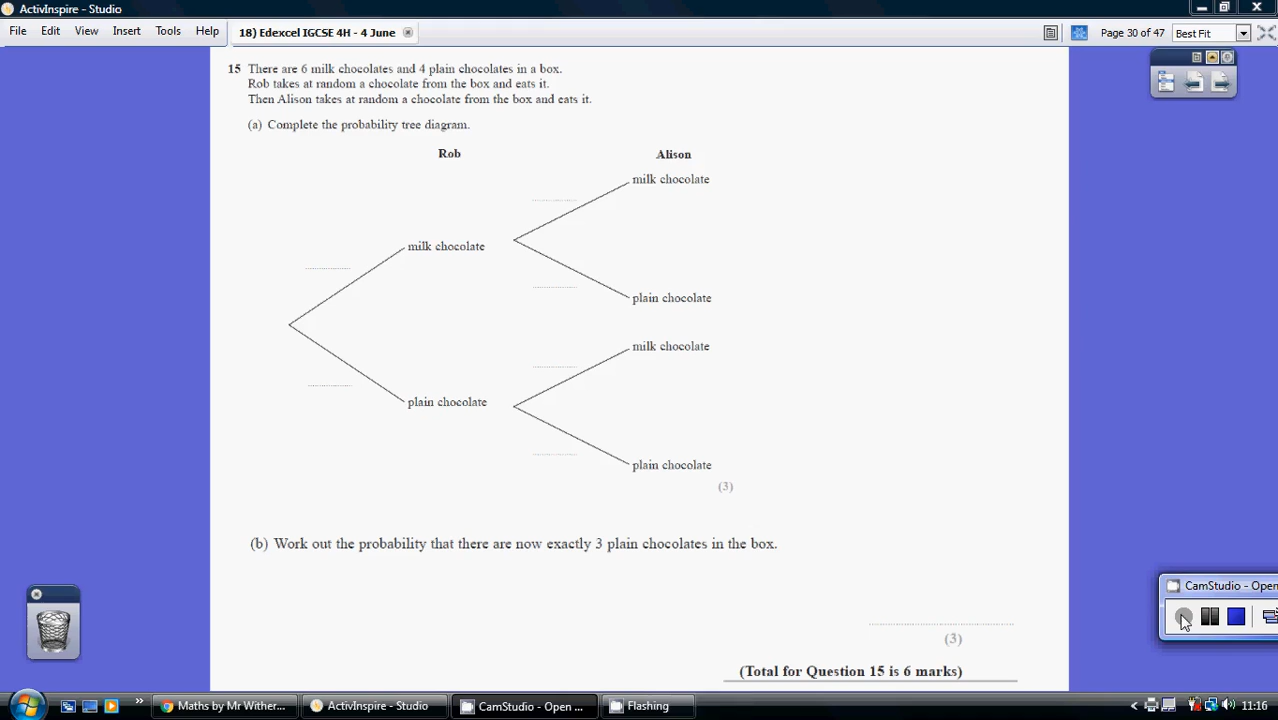 ActivInspire - Studio
File Edit View Insert Tools Help
18) Edexcel IGCSE 4H - 4 June
Page 30 of 47
Best Fit
15 There are 6 milk chocolates and 4 plain chocolates in a box.
Rob takes at random a chocolate from the box and eats it.
Then Alison takes at random a chocolate from the box and eats it.
(a) Complete the probability tree diagram.
Rob
Alison
milk chocolate
milk chocolate
plain chocolate
milk chocolate
plain chocolate
plain chocolate
(3)
(b) Work out the probability that there are now exactly 3 plain chocolates in the box.
CamStudio - Open
(3)
(Total for Question 15 is 6 marks)
Maths by Mr Wither...
ActivInspire - Studio
CamStudio - Open ...
Flashing
11:16